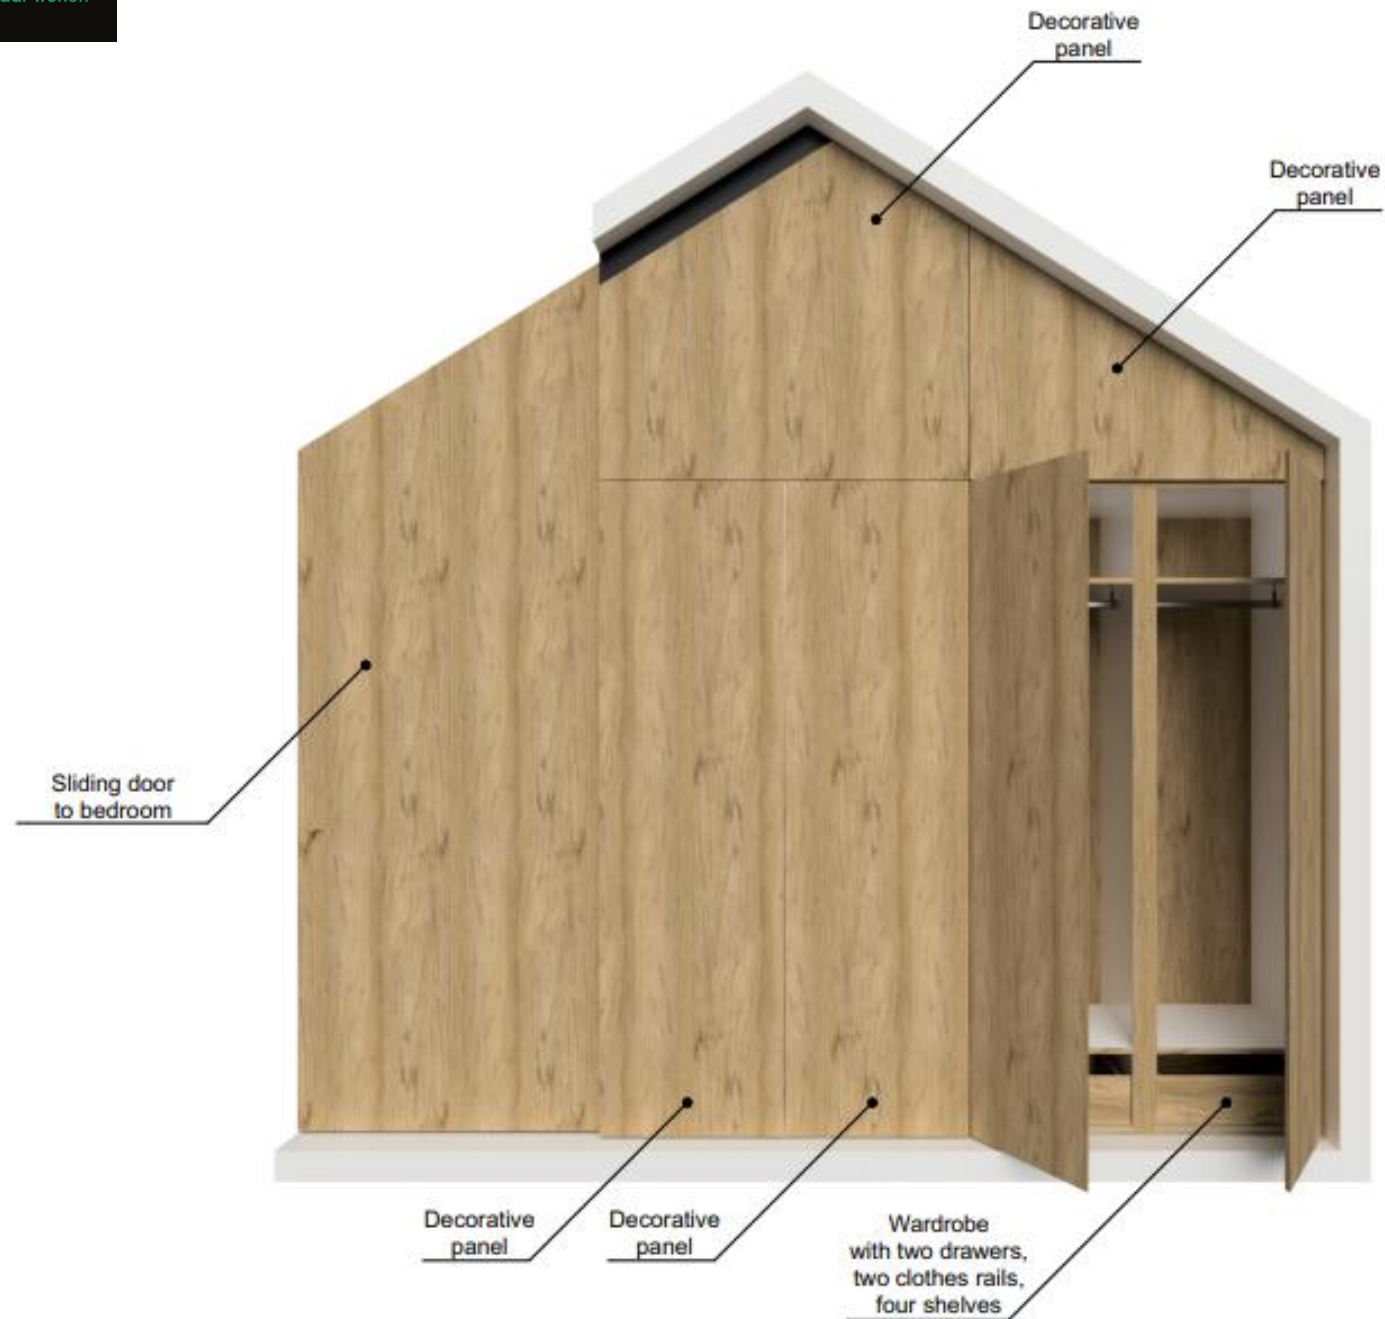 Decorative
panel
Decorative
panel
Sliding door
to bedroom
Decorative
panel
Decorative
panel
Wardrobe
with two drawers,
two clothes rails,
four shelves